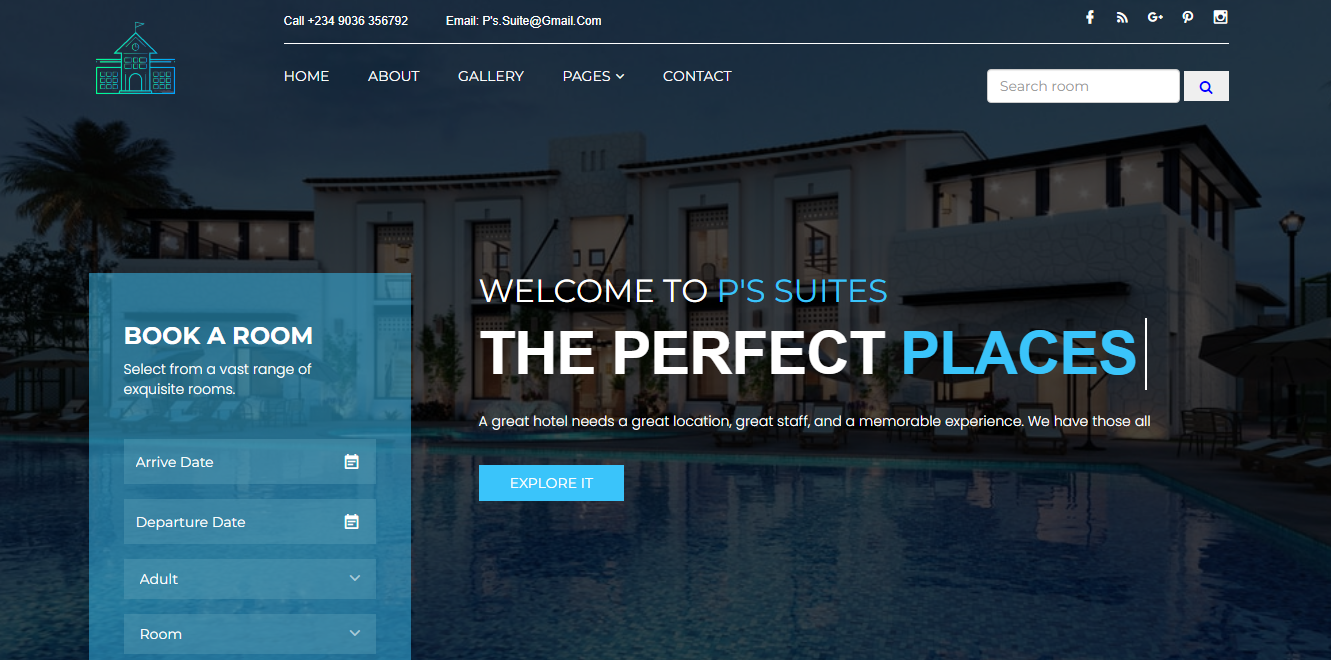 Call +234 9036 356792
Email: P's.Suite@Gmail.Com
HOME
ABOUT
GALLERY
PAGES
CONTACT
Search room
WELCOME TO P'S SUITES
THE PERFECT PLACES
A great hotel needs a great location, great staff, and a memorable experience. We have those all
EXPLORE IT
BOOK A ROOM
Select from a vast range of
exquisite rooms.
Arrive Date
Departure Date
Adult
Room